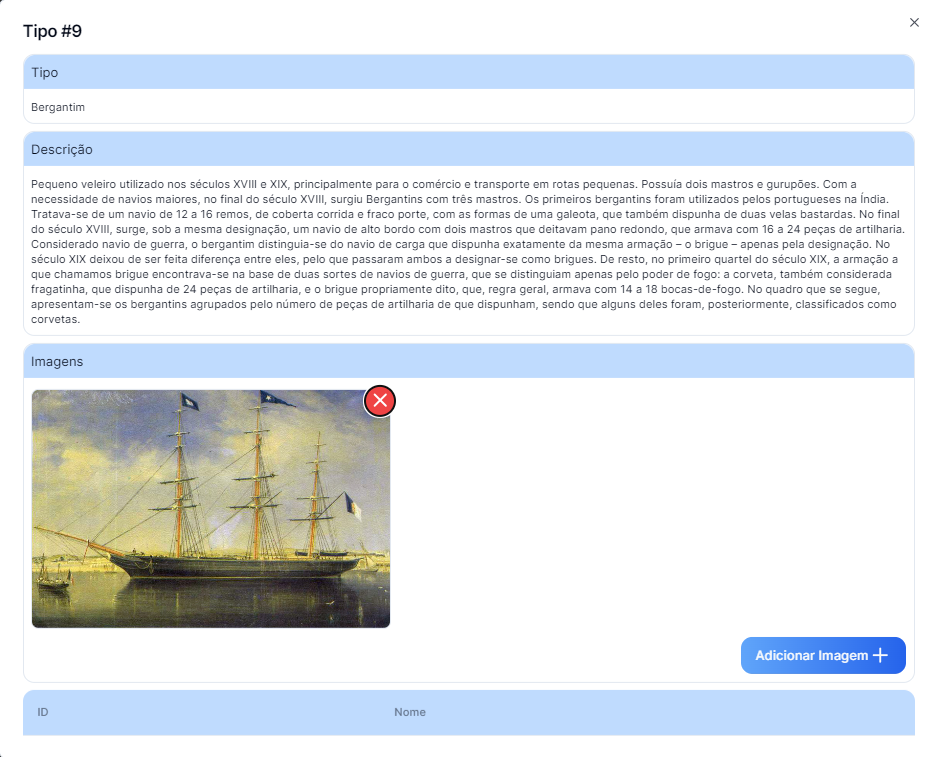 Tipo #9
Tipo
Bergantim
Descrição
Pequeno veleiro utilizado nos séculos XVIII e XIX, principalmente para o comércio e transporte em rotas pequenas. Possuía dois mastros e gurupões. Com a
necessidade de navios maiores, no final do século XVIII, surgiu Bergantins com três mastros. Os primeiros bergantins foram utilizados pelos portugueses na Índia.
Tratava-se de um navio de 12 a 16 remos, de coberta corrida e fraco porte, com as formas de uma galeota, que também dispunha de duas velas bastardas. No final
do século XVIII, surge, sob a mesma designação, um navio de alto bordo com dois mastros que deitavam pano redondo, que armava com 16 a 24 peças de artilharia.
Considerado navio de guerra, o bergantim distinguia-se do navio de carga que dispunha exatamente da mesma armação – o brigue – apenas pela designação. No
século XIX deixou de ser feita diferença entre eles, pelo que passaram ambos a designar-se como brigues. De resto, no primeiro quartel do século XIX, a armação a
que chamamos brigue encontrava-se na base de duas sortes de navios de guerra, que se distinguiam apenas pelo poder de fogo: a corveta, também considerada
fragatinha, que dispunha de 24 peças de artilharia, e o brigue propriamente dito, que, regra geral, armava com 14 a 18 bocas-de-fogo. No quadro que se segue,
apresentam-se os bergantins agrupados pelo número de peças de artilharia de que dispunham, sendo que alguns deles foram, posteriormente, classificados como
corvetas.
Imagens
Adicionar Imagem
ID Nome